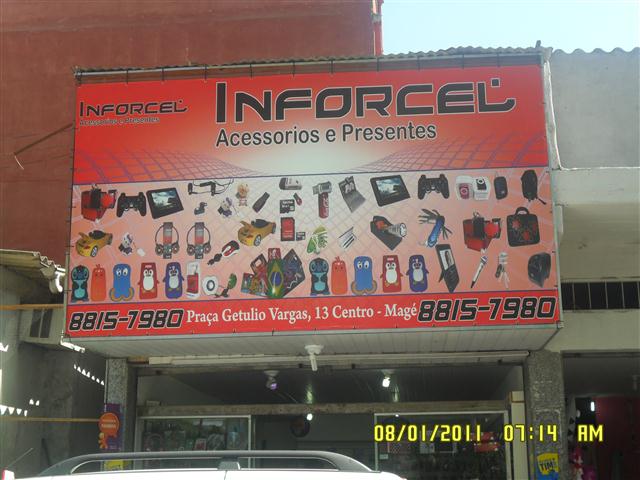 INFORCEL
Acessorios e Presentes
INFORCEL
Acessorios e Presentes
8815-7980 Praça Getulio Vargas, 13 Centro - Magé 8815-7980
TIM
08/01/2011 07:14 AM